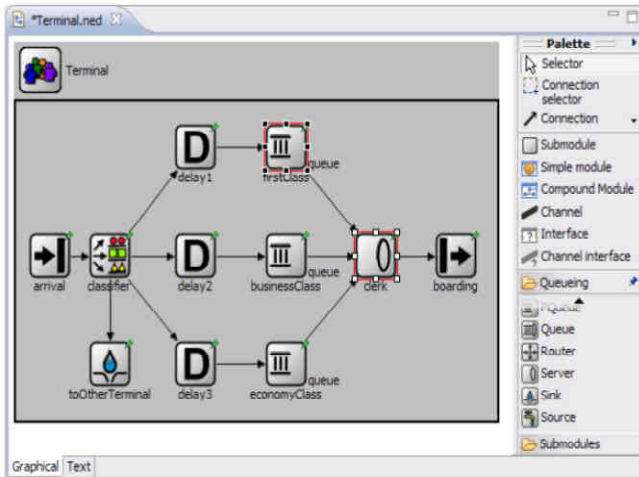 *Terminal.ned
Terminal
delay1
firstClass
queue
arrival
classifier
delay2
businessClass
queue
clerk
boarding
toOtherTerminal
delay3
economyClass
queue
Graphical
Text
Palette
Selector
Connection
selector
Connection
Submodule
Simple module
Compound Module
Channel
Interface
Channel interface
Queueing
PQueue
Queue
Router
Server
Sink
Source
Submodules